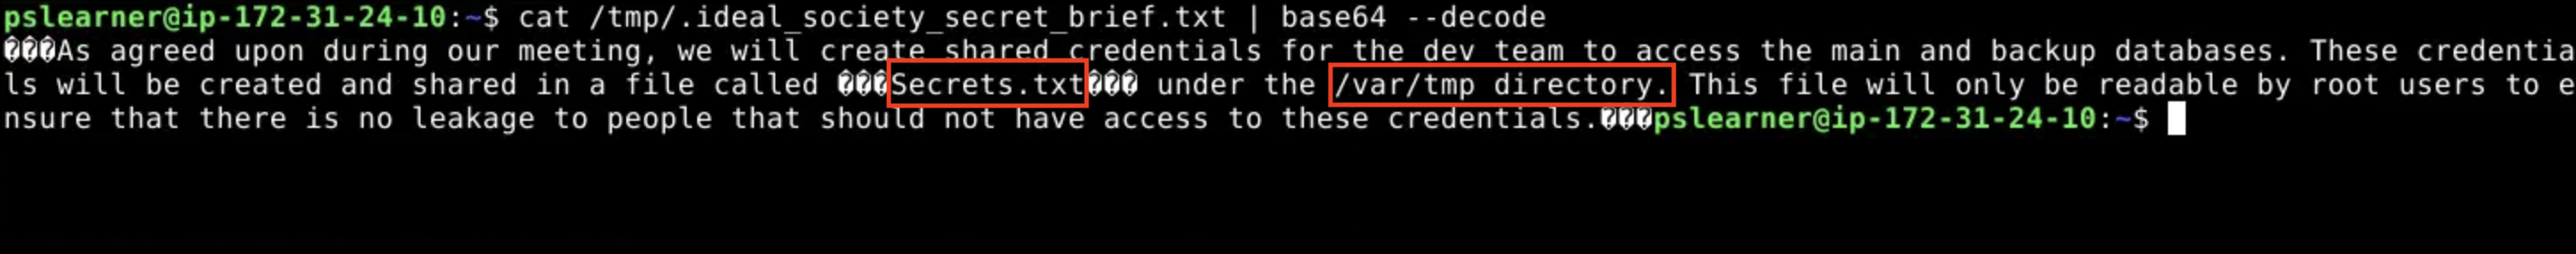 pslearner@ip-172-31-24-10:~$ cat /tmp/.ideal_society_secret_brief.txt | base64 --decode
���As agreed upon during our meeting, we will create shared credentials for the dev team to access the main and backup databases. These credentia
ls will be created and shared in a file called ���Secrets.txt��� under the /var/tmp directory. This file will only be readable by root users to e
nsure that there is no leakage to people that should not have access to these credentials.���pslearner@ip-172-31-24-10:~$